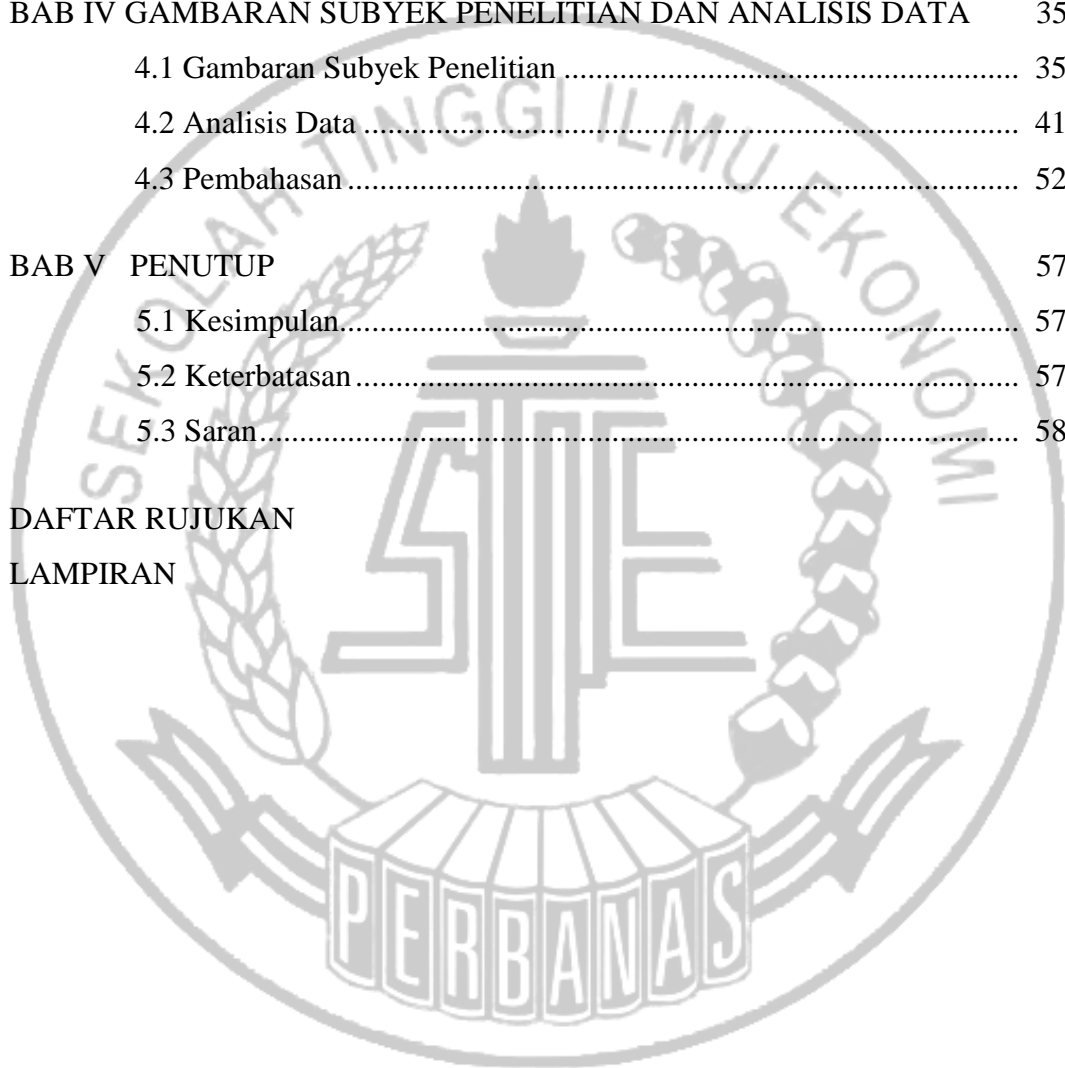 BAB IV GAMBARAN SUBYEK PENELITIAN DAN ANALISIS DATA 35
4.1 Gambaran Subyek Penelitian ......................................................... 35
4.2 Analisis Data .................................................................................. 41
4.3 Pembahasan .................................................................................... 52
BAB V PENUTUP 57
5.1 Kesimpulan..................................................................................... 57
5.2 Keterbatasan ................................................................................... 57
5.3 Saran............................................................................................... 58
DAFTAR RUJUKAN
LAMPIRAN
SEKOLAH TINGGI ILMU EKONOMI
STIE
PERBANAS